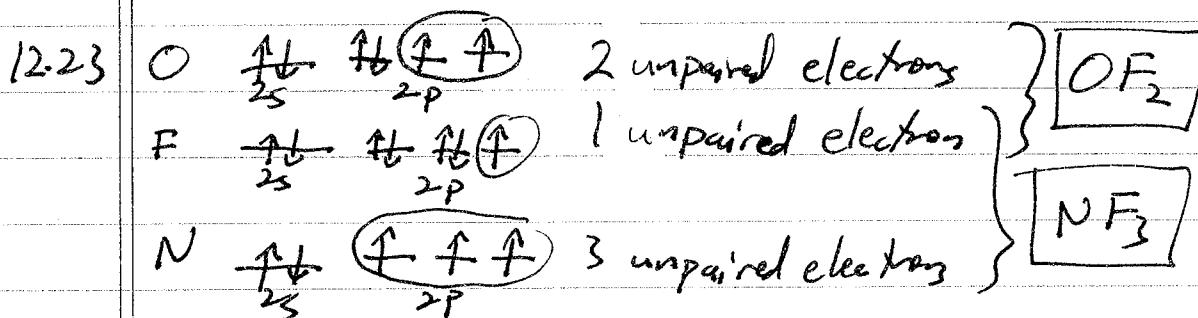 12.23 O ↑↓ ↑↓ ↑ ↑ 2 unpaired electrons OF₂
2s 2p
F ↑↓ ↑↓ ↑↓ ↑ 1 unpaired electron
2s 2p
N ↑↓ ↑ ↑ ↑ 3 unpaired electrons NF₃
2s 2p